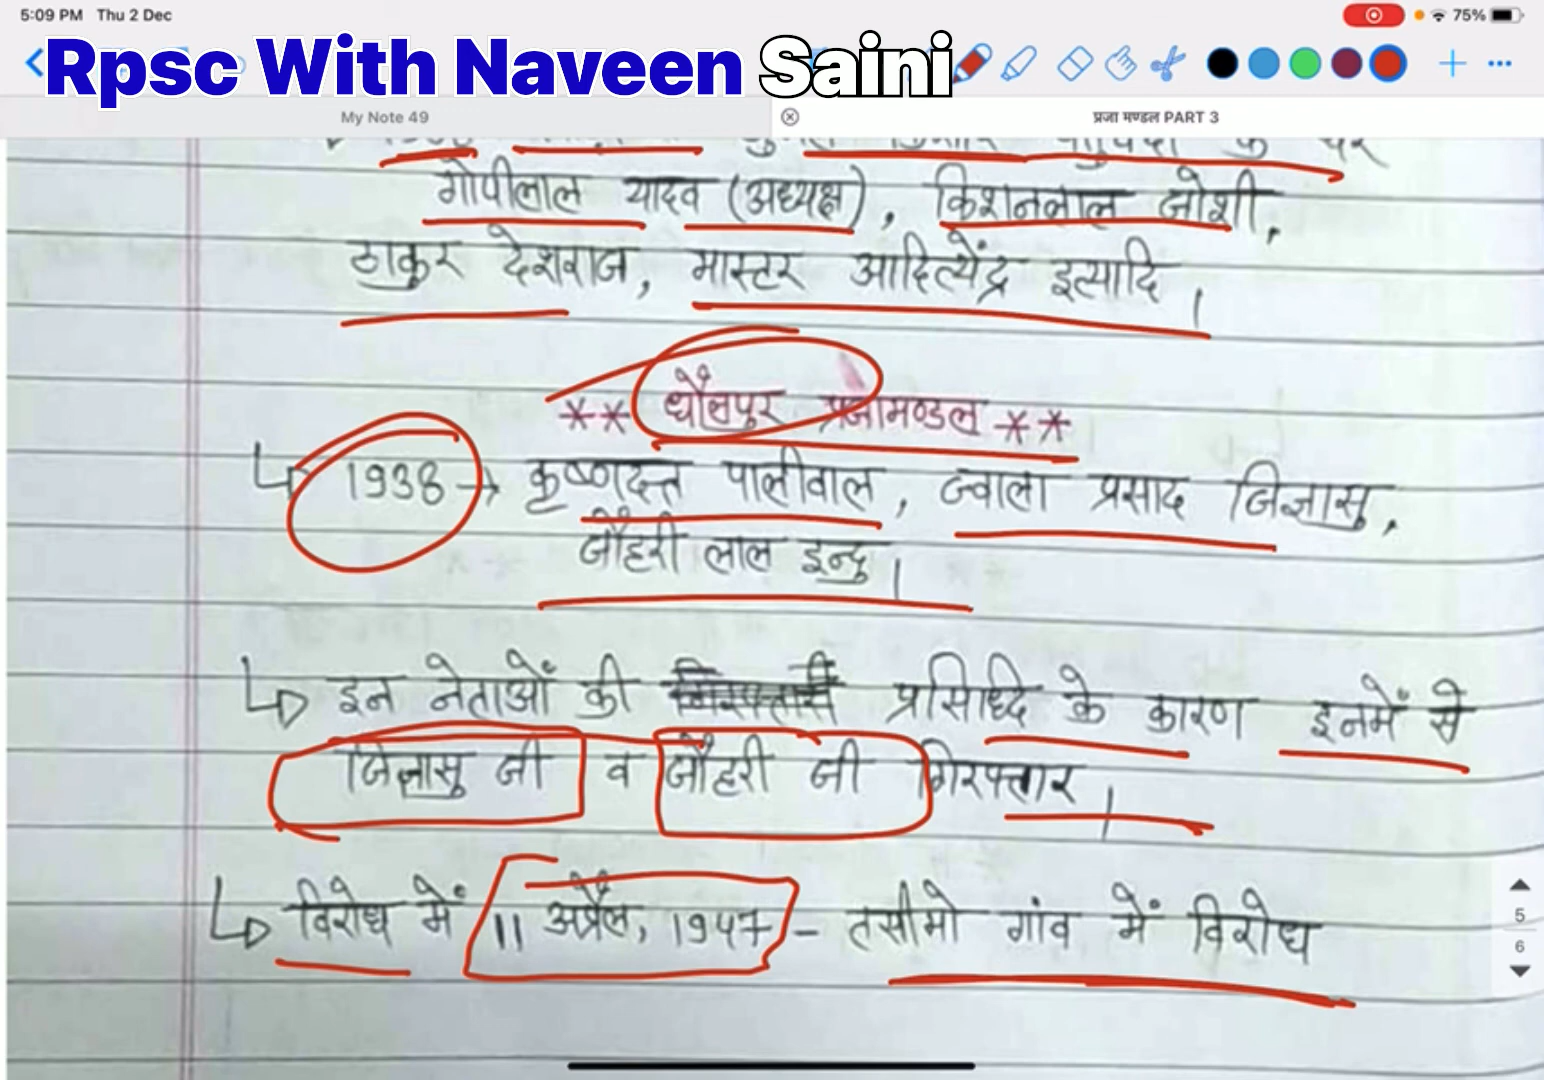 5:09 PM Thu 2 Dec
75%
Rpsc With Naveen Saini
My Note 49
प्रजा मण्डल PART 3
गोपीलाल यादव (अध्यक्ष), किशनलाल जोशी,
ठाकुर देशराज, मास्टर आदित्येंद्र इत्यादि।
** धौलपुर प्रजामण्डल **
1938 → कृष्णदत्त पालीवाल, ज्वाला प्रसाद जिज्ञासु,
जौहरी लाल इन्दु।
इन नेताओं की प्रसिध्दि के कारण इनमें से
जिज्ञासु जी व जौहरी जी गिरफ्तार।
विरोध में 11 अप्रैल, 1947 - तसीमो गांव में विरोध
5
6